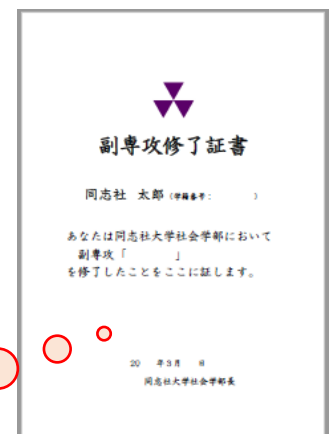 副専攻修了証書
同志社 太郎 (学籍番号:　　　)
あなたは同志社大学社会学部において
副専攻「　　　　」
を修了したことをここに証します。
20　年3月　日
同志社大学社会学部長